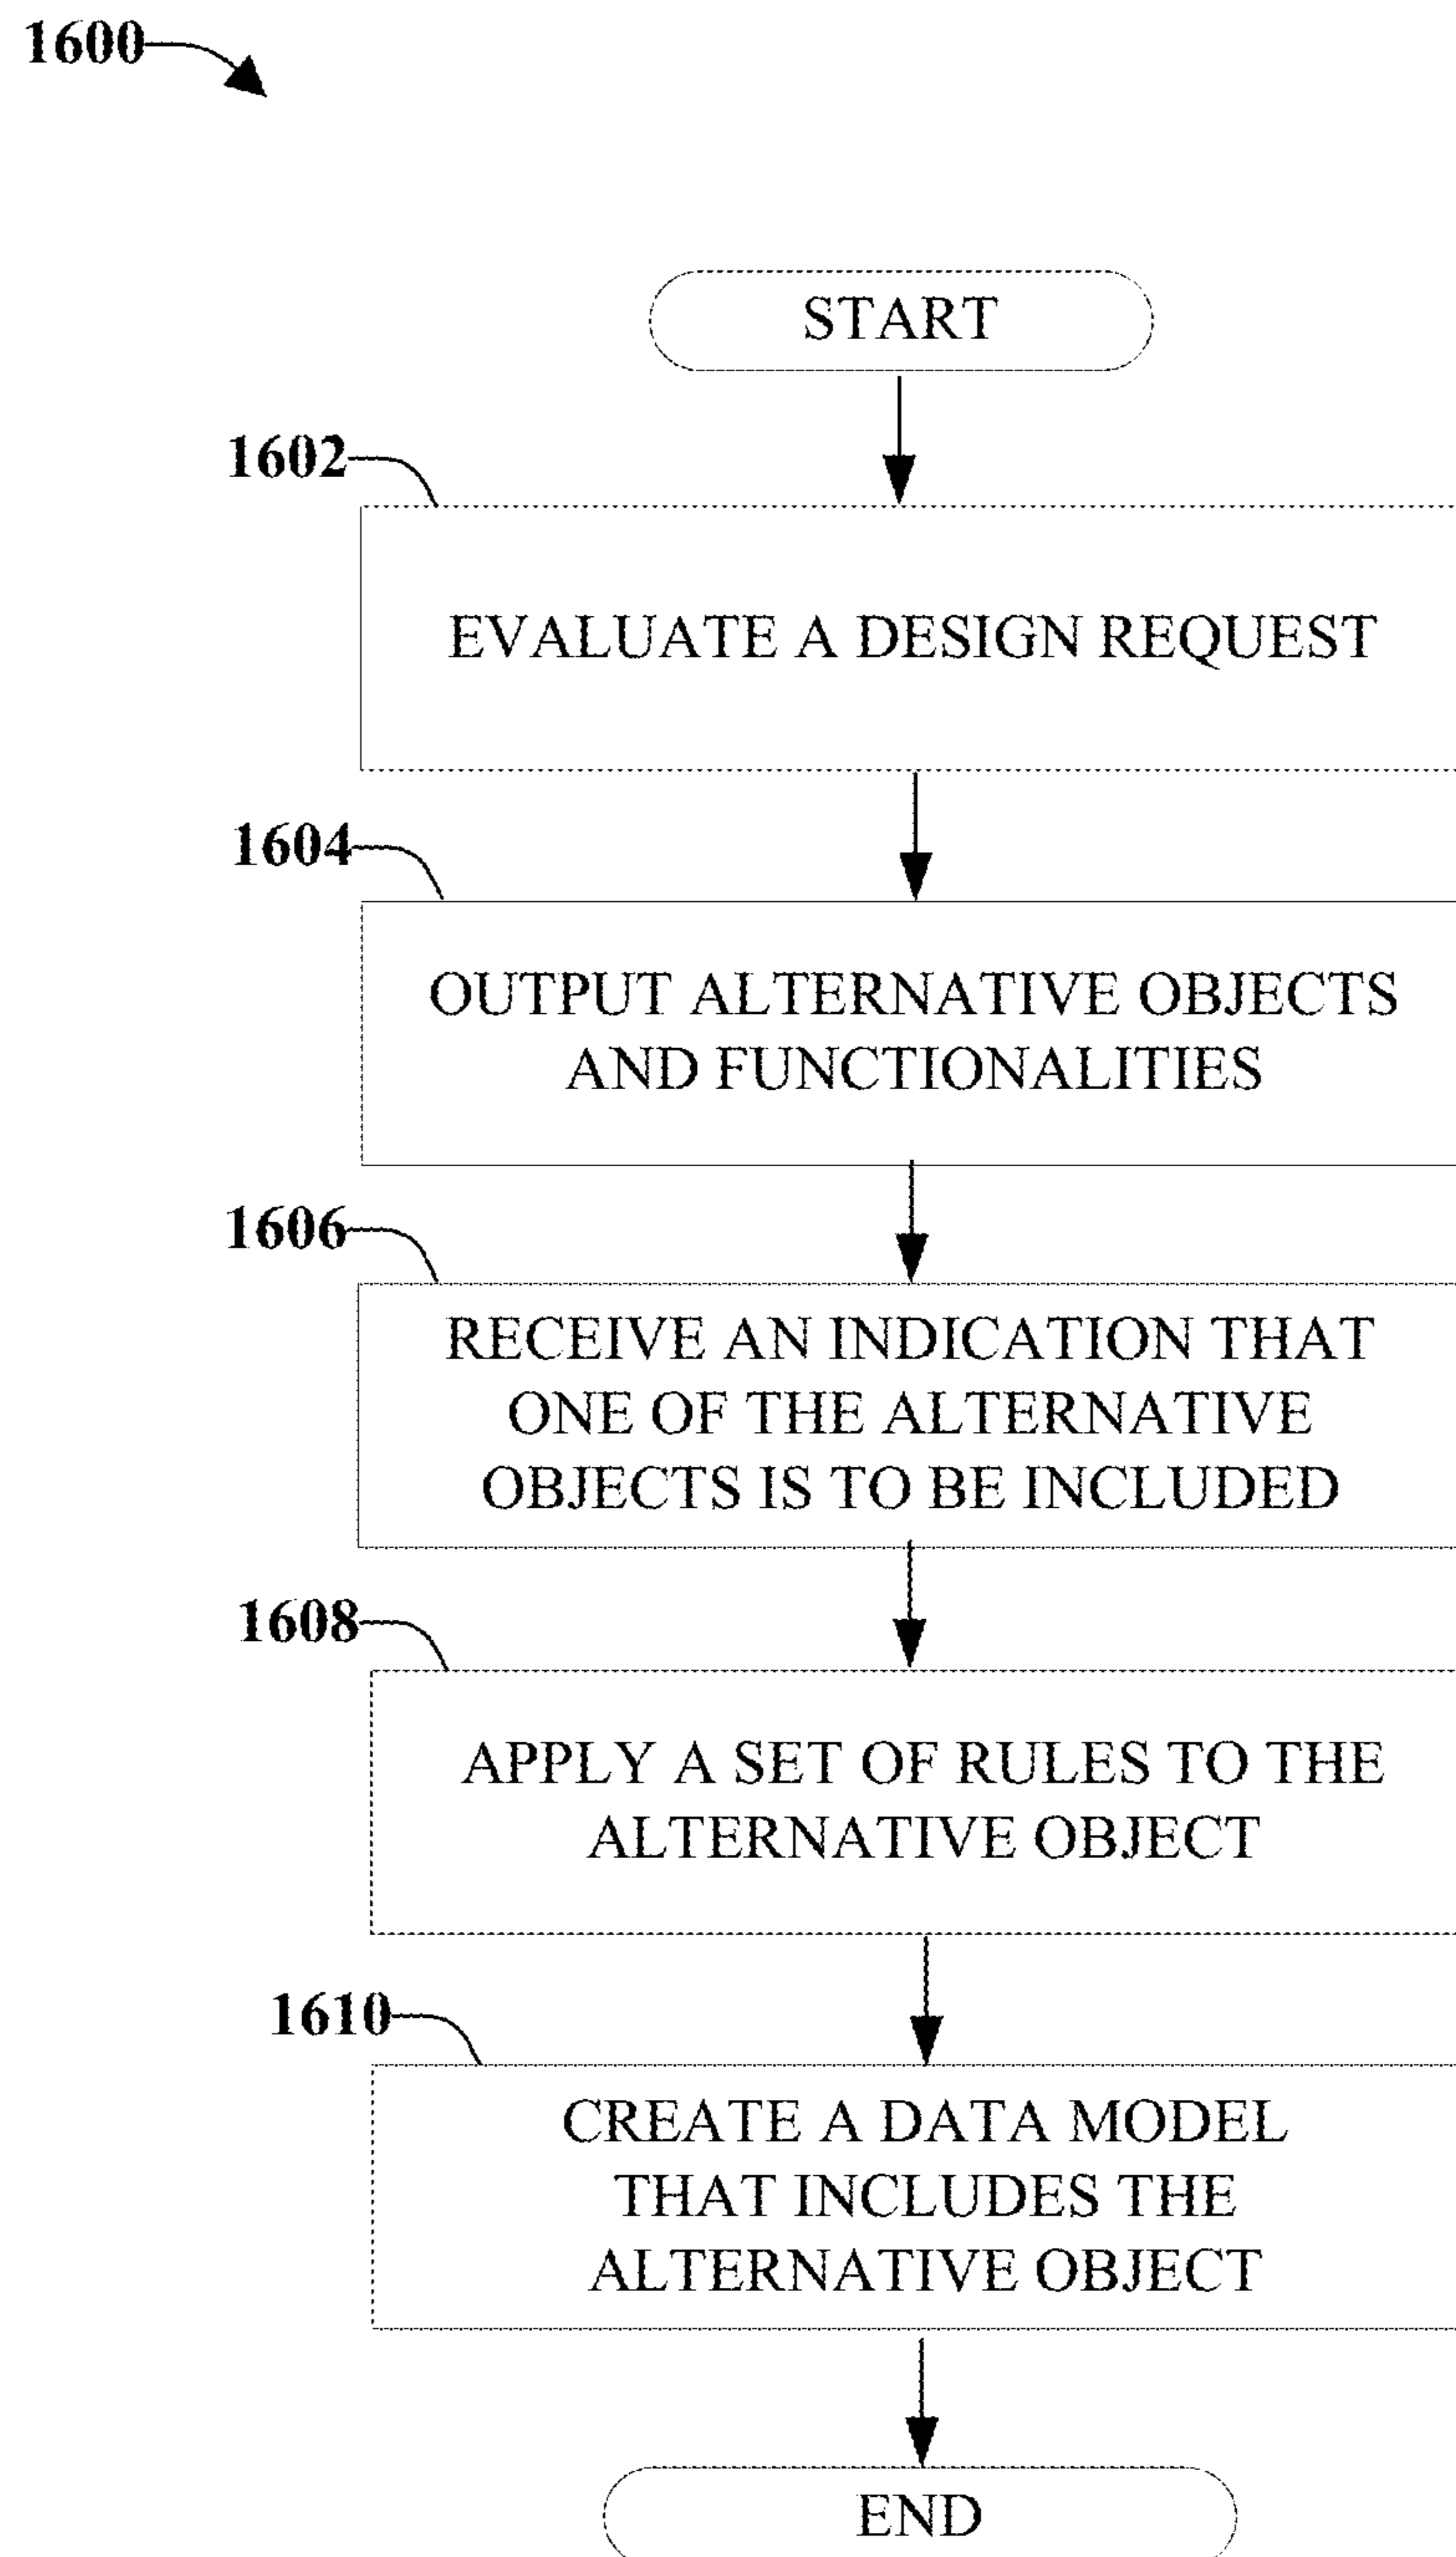 1600
START
1602
EVALUATE A DESIGN REQUEST
1604
OUTPUT ALTERNATIVE OBJECTS
AND FUNCTIONALITIES
1606
RECEIVE AN INDICATION THAT
ONE OF THE ALTERNATIVE
OBJECTS IS TO BE INCLUDED
1608
APPLY A SET OF RULES TO THE
ALTERNATIVE OBJECT
1610
CREATE A DATA MODEL
THAT INCLUDES THE
ALTERNATIVE OBJECT
END